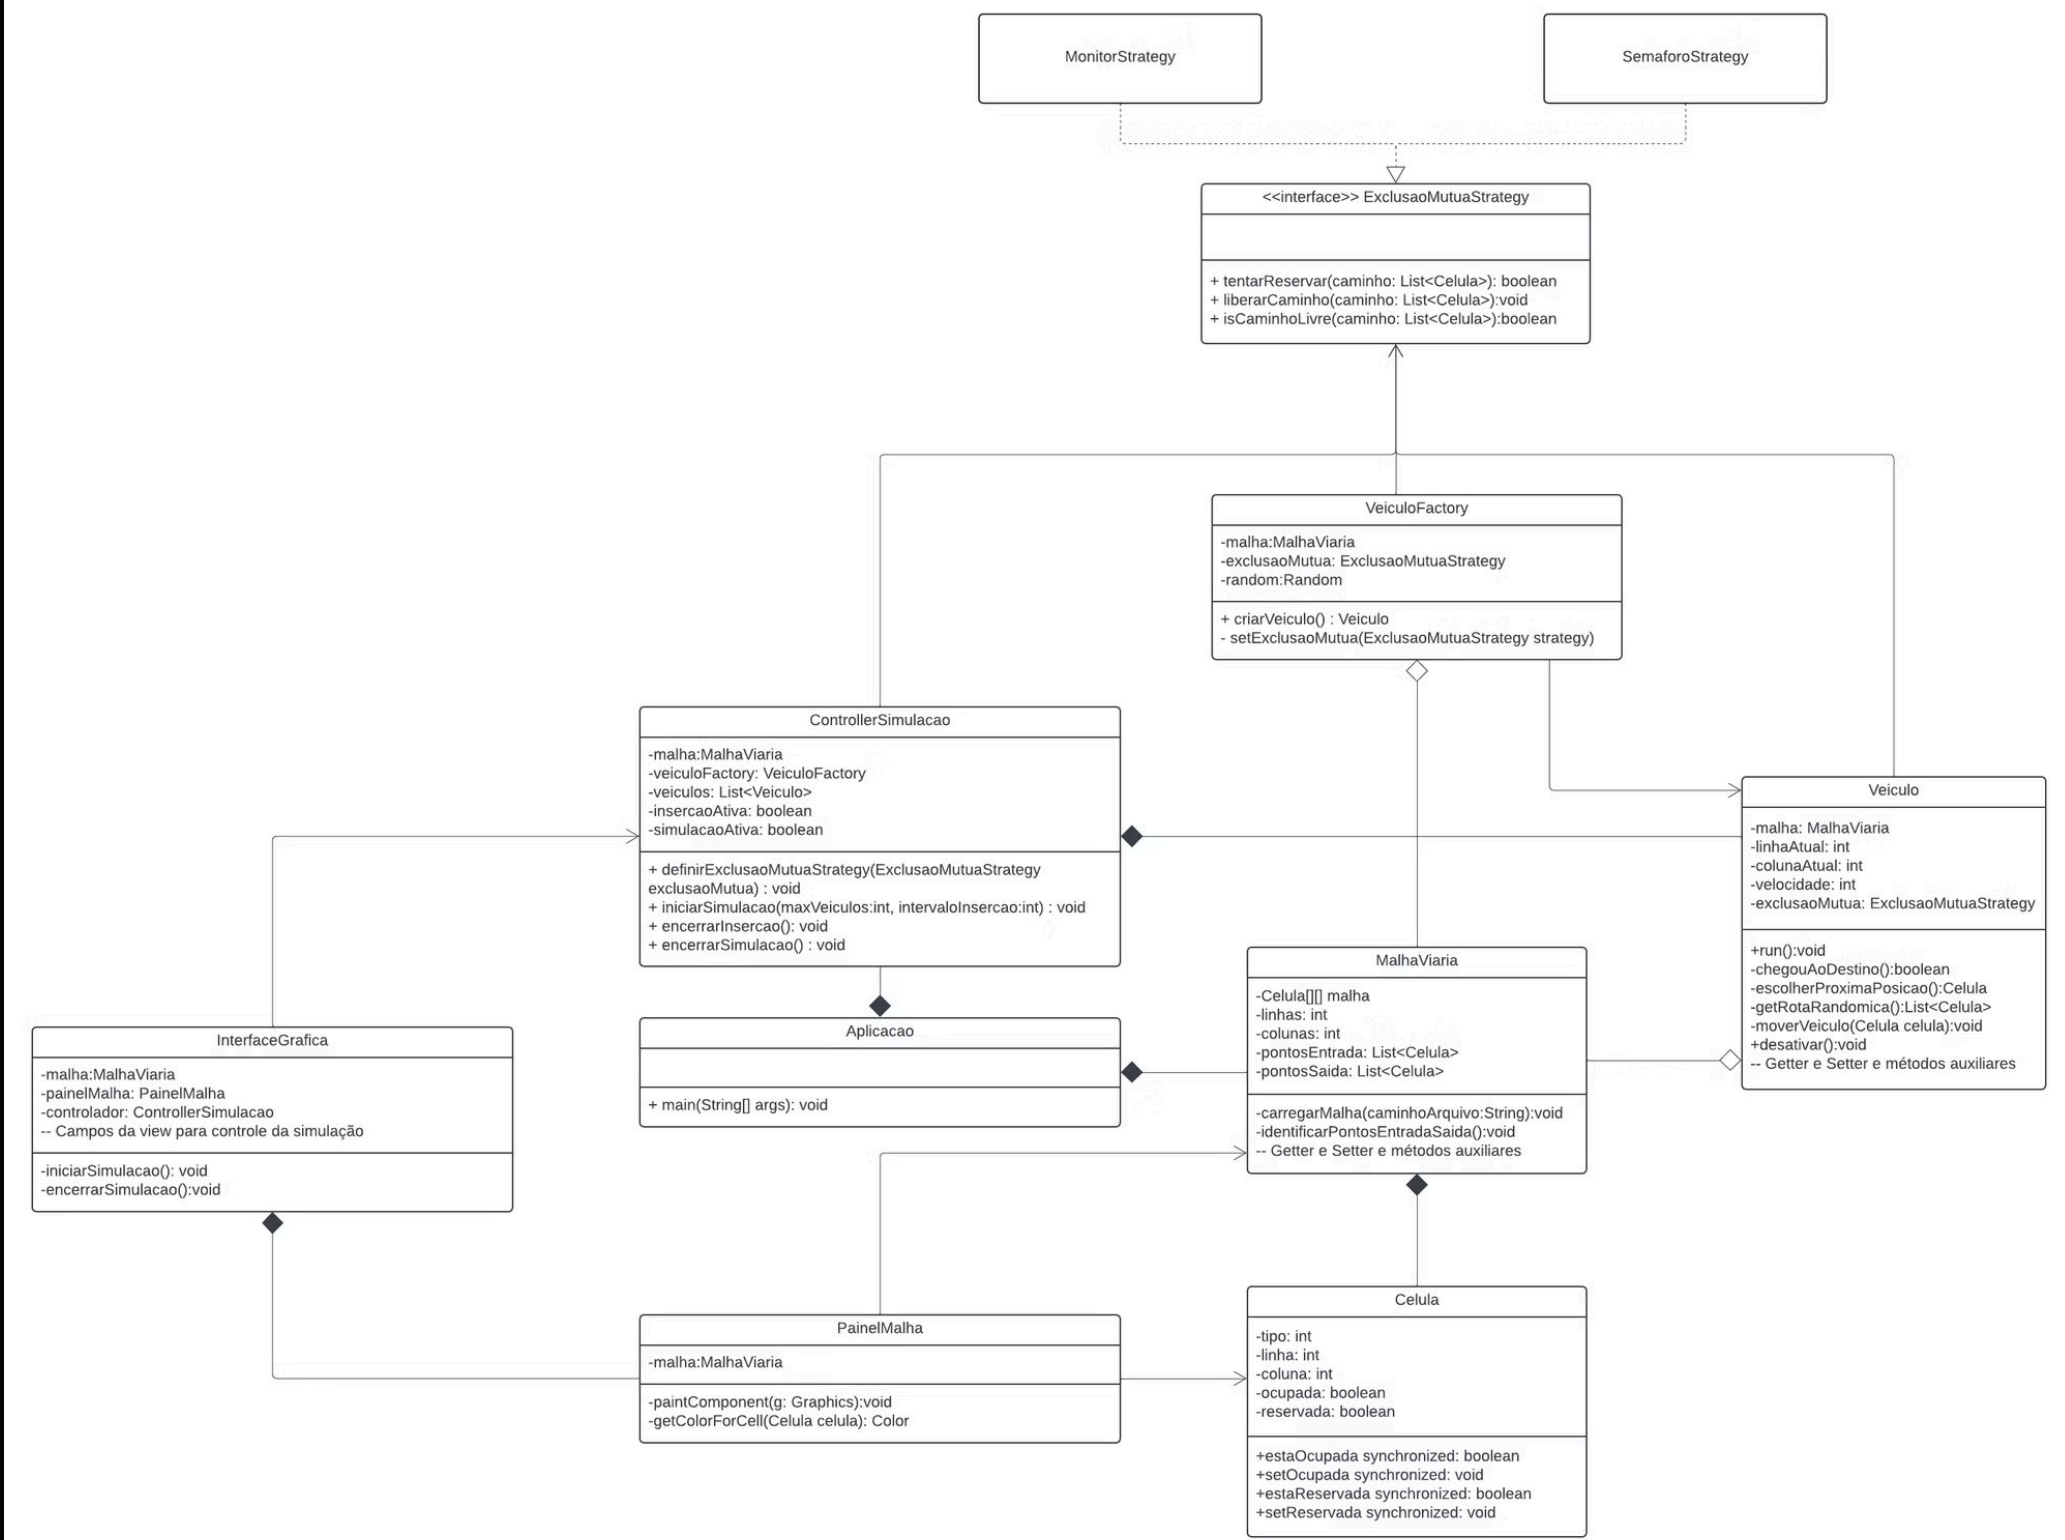 MonitorStrategy
SemaforoStrategy
<<interface>> ExclusaoMutuaStrategy
+ tentarReservar(caminho: List<Celula>): boolean
+ liberarCaminho(caminho: List<Celula>):void
+ isCaminhoLivre(caminho: List<Celula>):boolean
VeiculoFactory
-malha:MalhaViaria
-exclusaoMutua: ExclusaoMutuaStrategy
-random:Random
+ criarVeiculo() : Veiculo
- setExclusaoMutua(ExclusaoMutuaStrategy strategy)
ControllerSimulacao
-malha:MalhaViaria
-veiculoFactory: VeiculoFactory
-veiculos: List<Veiculo>
-insercaoAtiva: boolean
-simulacaoAtiva: boolean
+ definirExclusaoMutuaStrategy(ExclusaoMutuaStrategy
exclusaoMutua) : void
+ iniciarSimulacao(maxVeiculos:int, intervaloInsercao:int) : void
+ encerrarInsercao(): void
+ encerrarSimulacao() : void
Veiculo
-malha: MalhaViaria
-linhaAtual: int
-colunaAtual: int
-velocidade: int
-exclusaoMutua: ExclusaoMutuaStrategy
+run():void
-chegouAoDestino():boolean
-escolherProximaPosicao():Celula
-getRotaRandomica():List<Celula>
-moverVeiculo(Celula celula):void
+desativar():void
-- Getter e Setter e métodos auxiliares
MalhaViaria
-Celula[][] malha
-linhas: int
-colunas: int
-pontosEntrada: List<Celula>
-pontosSaida: List<Celula>
-carregarMalha(caminhoArquivo:String):void
-identificarPontosEntradaSaida():void
-- Getter e Setter e métodos auxiliares
Aplicacao
+ main(String[] args): void
InterfaceGrafica
-malha:MalhaViaria
-painelMalha: PainelMalha
-controlador: ControllerSimulacao
-- Campos da view para controle da simulação
-iniciarSimulacao(): void
-encerrarSimulacao():void
PainelMalha
-malha:MalhaViaria
-paintComponent(g: Graphics):void
-getColorForCell(Celula celula): Color
Celula
-tipo: int
-linha: int
-coluna: int
-ocupada: boolean
-reservada: boolean
+estaOcupada synchronized: boolean
+setOcupada synchronized: void
+estaReservada synchronized: boolean
+setReservada synchronized: void